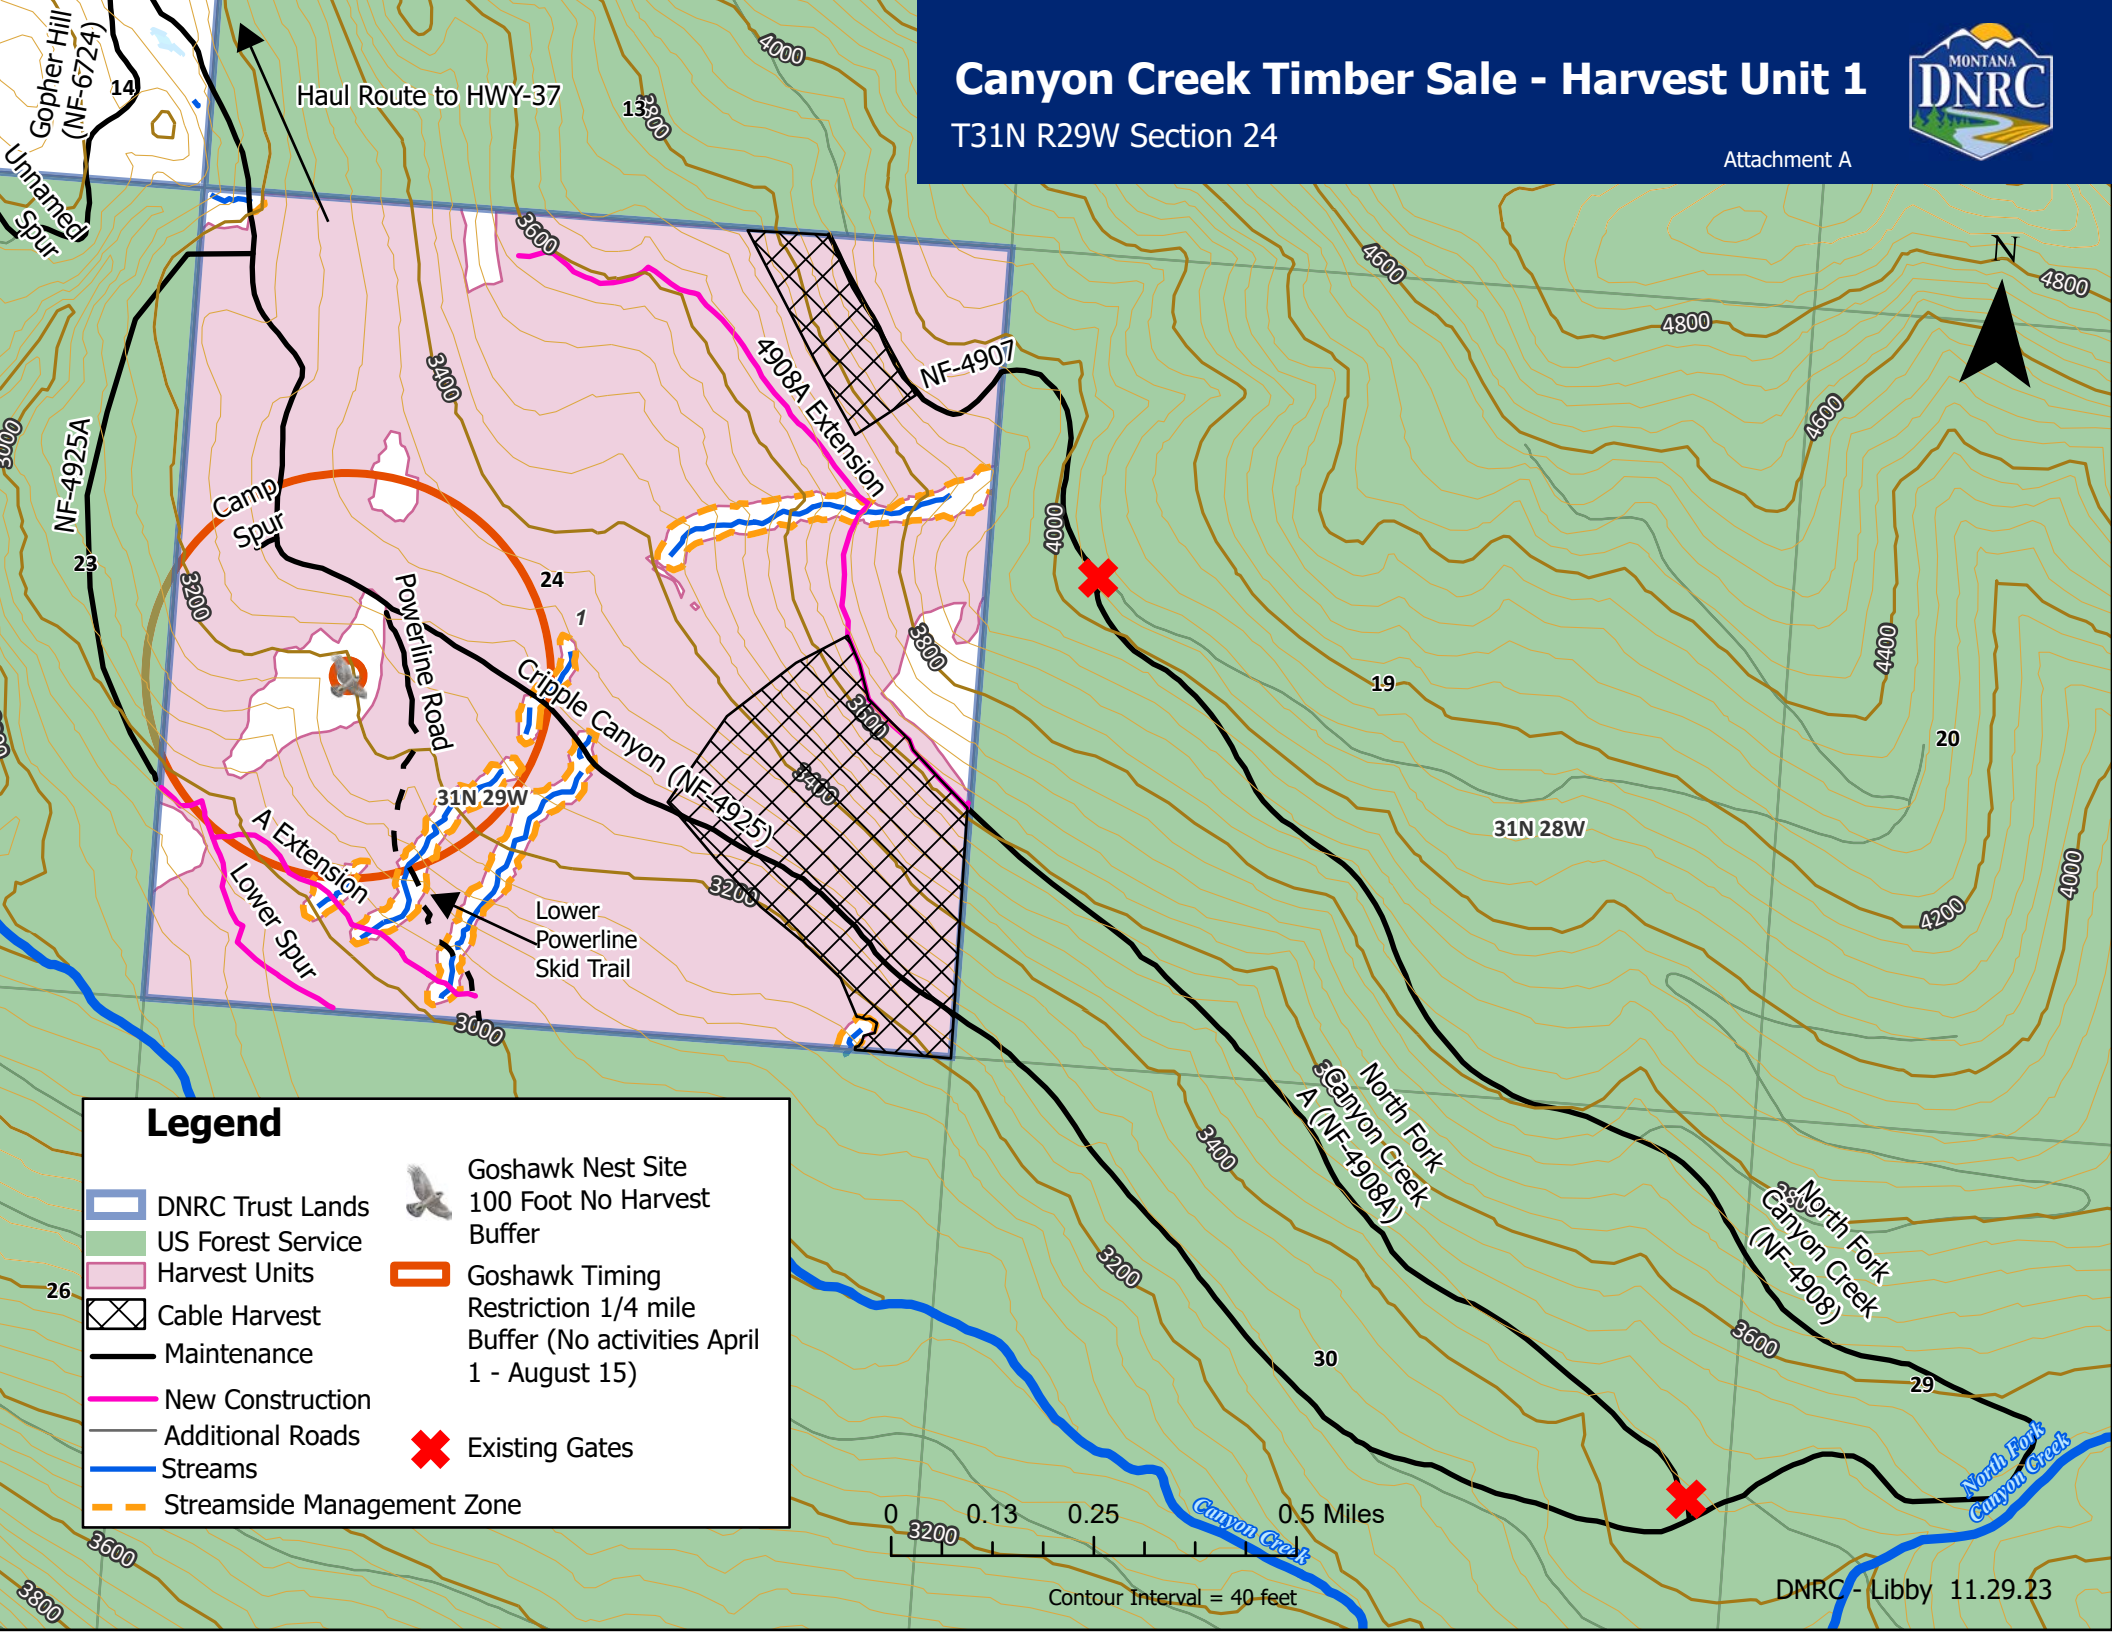 Canyon Creek Timber Sale - Harvest Unit 1
T31N R29W Section 24
Attachment A
MONTANA
DNRC
Gopher Hill
(NF-6724)
14
Unnamed
Spur
Haul Route to HWY-37
13
3800
4000
N
4600
4800
4800
4600
3600
3400
3000
NF-4925A
23
4908A Extension
NF-4907
Camp
Spur
3200
24
1
Powerline Road
Cripple Canyon (NF-4925)
4000
3800
3600
3400
3200
19
20
4400
4200
4000
31N 29W
31N 28W
A Extension
Lower Spur
Lower
Powerline
Skid Trail
3000
North Fork
Canyon Creek
A (NF-4908A)
3400
3200
North Fork
Canyon Creek
(NF-4908)
3600
30
29
26
North Fork
Canyon Creek
Canyon Creek
3200
3600
3800
Legend
DNRC Trust Lands
US Forest Service
Harvest Units
Cable Harvest
Maintenance
New Construction
Additional Roads
Streams
Streamside Management Zone
Goshawk Nest Site
100 Foot No Harvest
Buffer
Goshawk Timing
Restriction 1/4 mile
Buffer (No activities April
1 - August 15)
Existing Gates
0 0.13 0.25 0.5 Miles
Contour Interval = 40 feet
DNRC - Libby 11.29.23